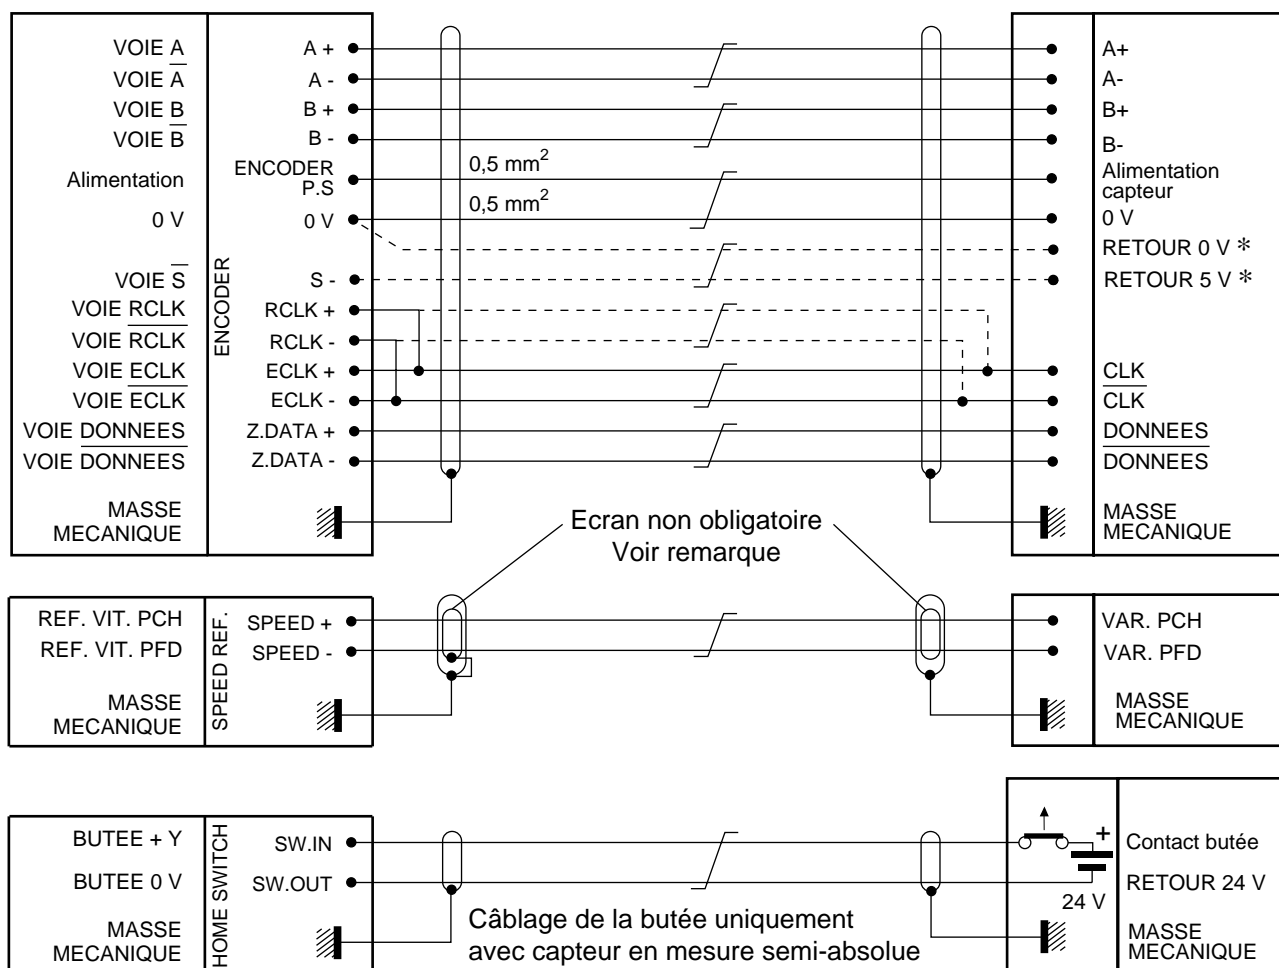 VOIE A A + A+
VOIE A̅ A - A-
VOIE B B + B+
VOIE B̅ B - B-
Alimentation ENCODER P.S 0,5 mm² Alimentation capteur
0 V 0 V 0,5 mm² 0 V
RETOUR 0 V *
VOIE S̅ S - RETOUR 5 V *
VOIE RCLK RCLK +
VOIE R̅C̅L̅K̅ RCLK -
VOIE ECLK ECLK + CLK
VOIE E̅C̅L̅K̅ ECLK - C̅L̅K̅
VOIE DONNEES Z.DATA + DONNEES
VOIE D̅O̅N̅N̅E̅E̅S̅ Z.DATA - D̅O̅N̅N̅E̅E̅S̅
ENCODER
MASSE MASSE
MECANIQUE MECANIQUE
Ecran non obligatoire
Voir remarque
REF. VIT. PCH SPEED + VAR. PCH
REF. VIT. PFD SPEED - VAR. PFD
SPEED REF.
MASSE MASSE
MECANIQUE MECANIQUE
BUTEE + Y SW.IN + Contact butée
BUTEE 0 V SW.OUT RETOUR 24 V
24 V
HOME SWITCH
MASSE MASSE
MECANIQUE MECANIQUE
Câblage de la butée uniquement
avec capteur en mesure semi-absolue